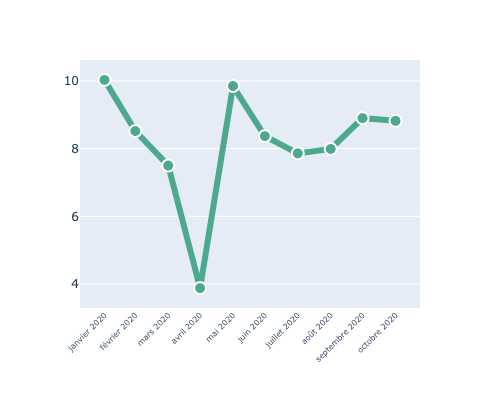 10
8
6
4
janvier 2020
février 2020
mars 2020
avril 2020
mai 2020
juin 2020
juillet 2020
août 2020
septembre 2020
octobre 2020